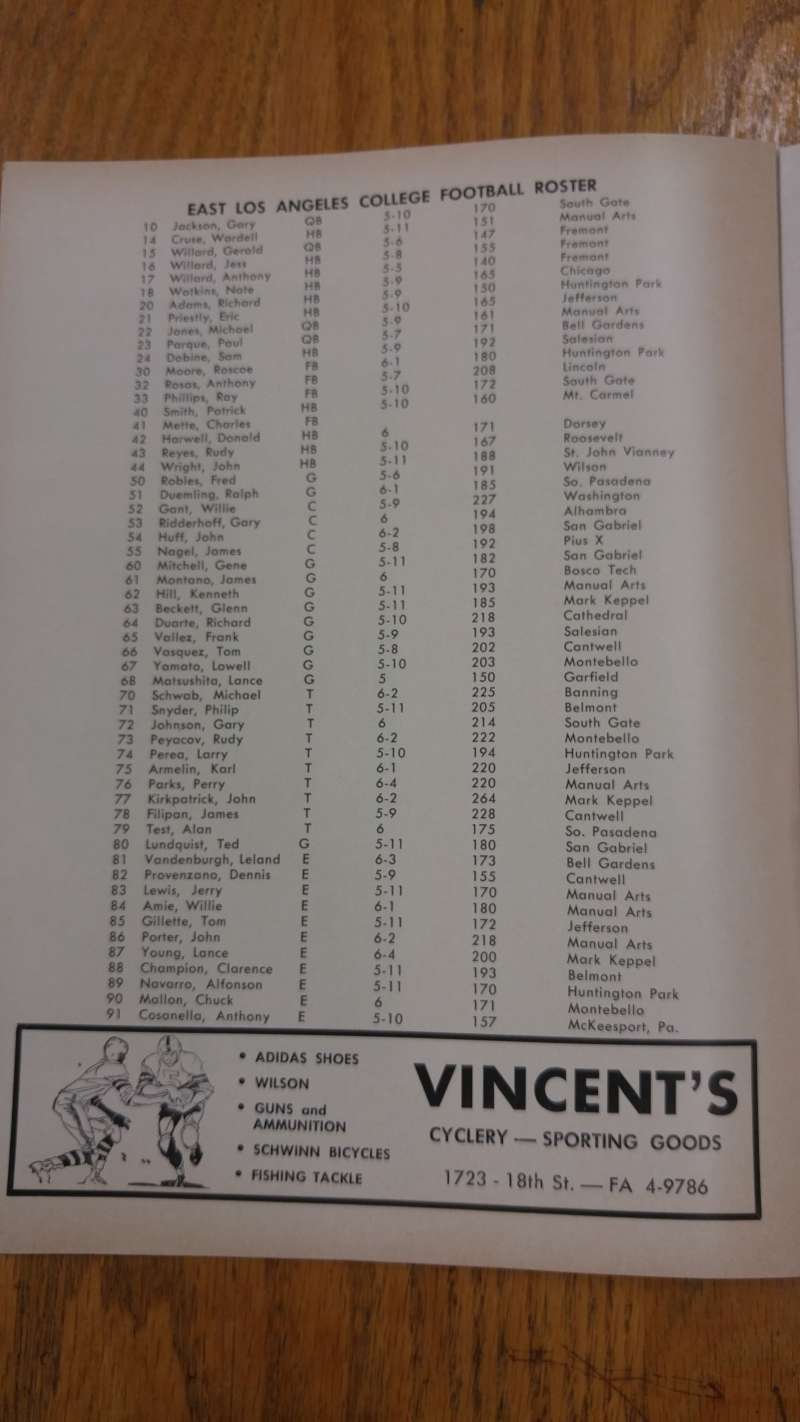 EAST LOS ANGELES COLLEGE FOOTBALL ROSTER
10 Jackson, Gary QB 5-10 170 South Gate
14 Cruse, Wardell HB 5-11 151 Manual Arts
15 Willard, Gerald QB 5-6 147 Fremont
16 Willard, Jess HB 5-8 155 Fremont
17 Willard, Anthony HB 5-5 140 Fremont
18 Watkins, Nate HB 5-9 165 Chicago
20 Adams, Richard HB 5-9 150 Huntington Park
21 Priestly, Eric HB 5-10 165 Jefferson
22 Jones, Michael QB 5-9 161 Manual Arts
23 Parque, Paul QB 5-7 171 Bell Gardens
24 Dobine, Sam HB 5-9 192 Salesian
30 Moore, Roscoe FB 6-1 180 Huntington Park
32 Rosas, Anthony FB 5-7 208 Lincoln
33 Phillips, Ray FB 5-10 172 South Gate
40 Smith, Patrick HB 5-10 160 Mt. Carmel
41 Mette, Charles FB
42 Harwell, Donald HB 6 171 Dorsey
43 Reyes, Rudy HB 5-10 167 Roosevelt
44 Wright, John HB 5-11 188 St. John Vianney
50 Robles, Fred G 5-6 191 Wilson
51 Duemling, Ralph G 6-1 185 So. Pasadena
52 Gant, Willie C 5-9 227 Washington
53 Ridderhoff, Gary C 6 194 Alhambra
54 Huff, John C 6-2 198 San Gabriel
55 Nagel, James C 5-8 192 Pius X
60 Mitchell, Gene G 5-11 182 San Gabriel
61 Montano, James G 6 170 Bosco Tech
62 Hill, Kenneth G 5-11 193 Manual Arts
63 Beckett, Glenn G 5-11 185 Mark Keppel
64 Duarte, Richard G 5-10 218 Cathedral
65 Vallez, Frank G 5-9 193 Salesian
66 Vasquez, Tom G 5-8 202 Cantwell
67 Yamato, Lowell G 5-10 203 Montebello
68 Matsushita, Lance G 5 150 Garfield
70 Schwab, Michael T 6-2 225 Banning
71 Snyder, Philip T 5-11 205 Belmont
72 Johnson, Gary T 6 214 South Gate
73 Peyacov, Rudy T 6-2 222 Montebello
74 Perea, Larry T 5-10 194 Huntington Park
75 Armelin, Karl T 6-1 220 Jefferson
76 Parks, Perry T 6-4 220 Manual Arts
77 Kirkpatrick, John T 6-2 264 Mark Keppel
78 Filipan, James T 5-9 228 Cantwell
79 Test, Alan T 6 175 So. Pasadena
80 Lundquist, Ted G 5-11 180 San Gabriel
81 Vandenburgh, Leland E 6-3 173 Bell Gardens
82 Provenzano, Dennis E 5-9 155 Cantwell
83 Lewis, Jerry E 5-11 170 Manual Arts
84 Amie, Willie E 6-1 180 Manual Arts
85 Gillette, Tom E 5-11 172 Jefferson
86 Porter, John E 6-2 218 Manual Arts
87 Young, Lance E 6-4 200 Mark Keppel
88 Champion, Clarence E 5-11 193 Belmont
89 Navarro, Alfonson E 5-11 170 Huntington Park
90 Mallon, Chuck E 6 171 Montebello
91 Cosanella, Anthony E 5-10 157 McKeesport, Pa.
• ADIDAS SHOES
• WILSON
• GUNS and
AMMUNITION
• SCHWINN BICYCLES
• FISHING TACKLE
VINCENT'S
CYCLERY — SPORTING GOODS
1723 - 18th St. — FA 4-9786